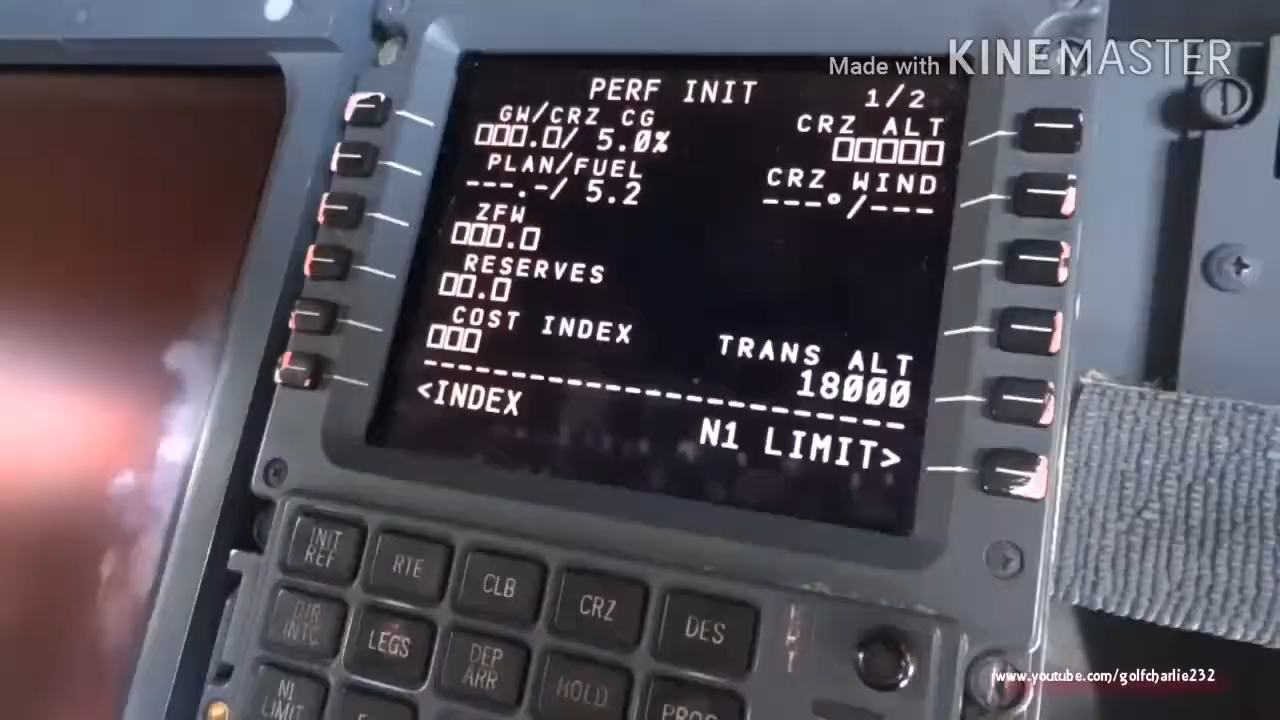 Made with KINEMASTER
PERF INIT 1/2
GW/CRZ CG CRZ ALT
□□□.□/ 5.0% □□□□□
PLAN/FUEL CRZ WIND
---.-/ 5.2 ---°/---
ZFW
□□□.□
RESERVES
□□.□
COST INDEX TRANS ALT
□□□ 18000
<INDEX N1 LIMIT>
INIT REF
RTE
CLB
CRZ
DES
DIR INTC
LEGS
DEP ARR
HOLD
PROG
N1 LIMIT
www.youtube.com/golfcharlie232